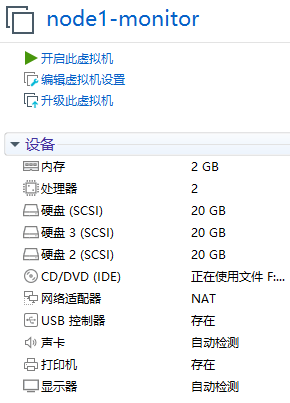 node1-monitor
开启此虚拟机
编辑虚拟机设置
升级此虚拟机
设备
内存 2 GB
处理器 2
硬盘 (SCSI) 20 GB
硬盘 3 (SCSI) 20 GB
硬盘 2 (SCSI) 20 GB
CD/DVD (IDE) 正在使用文件 F:...
网络适配器 NAT
USB 控制器 存在
声卡 自动检测
打印机 存在
显示器 自动检测